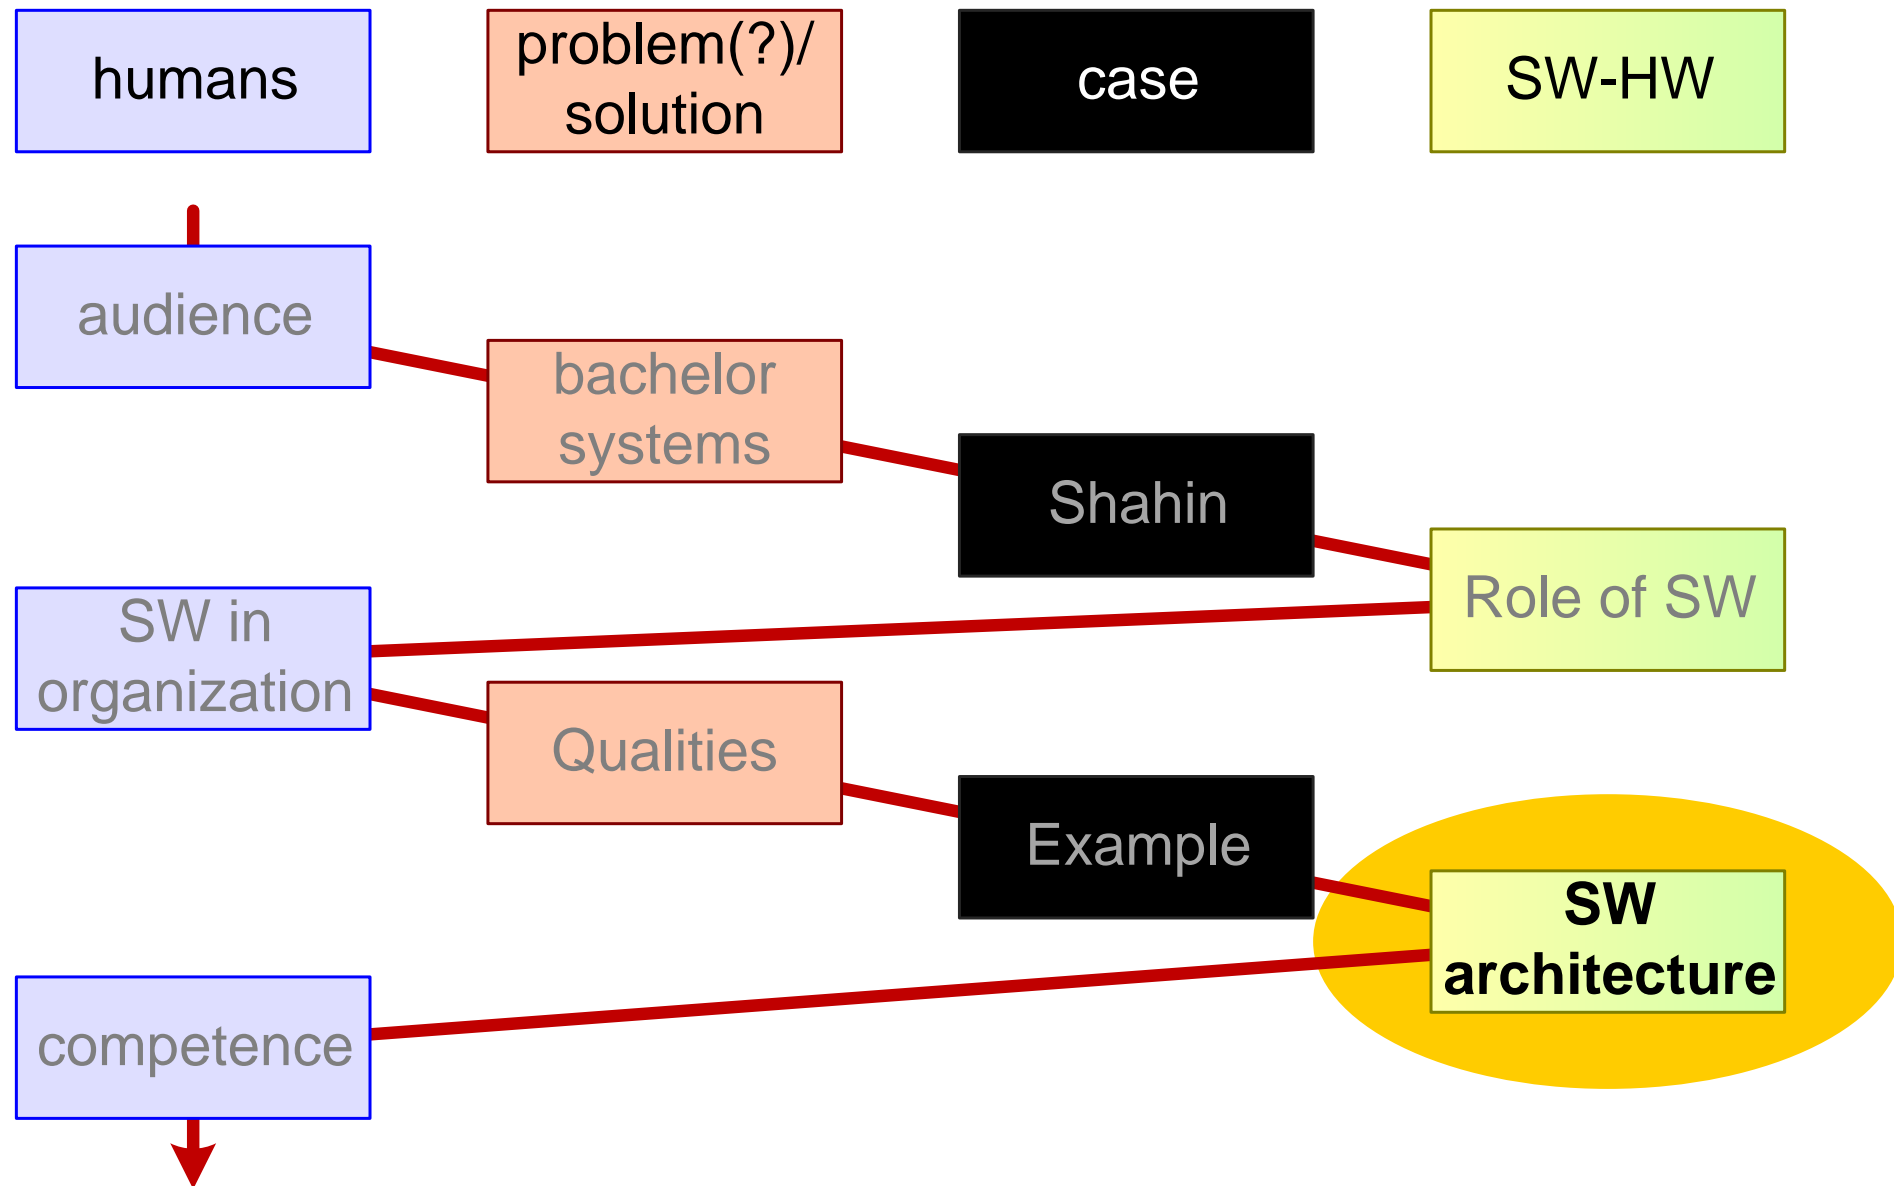 humans
problem(?)/
solution
case
SW-HW
audience
bachelor
systems
Shahin
Role of SW
SW in
organization
Qualities
Example
SW
architecture
competence